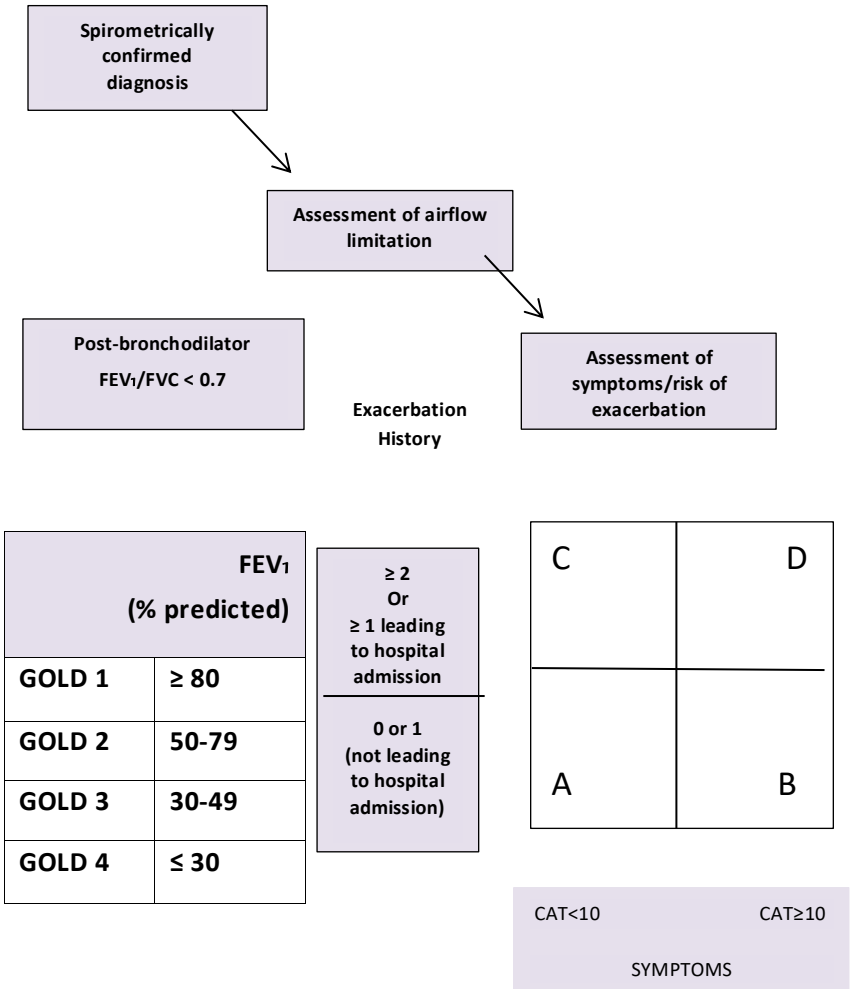 Spirometrically
confirmed
diagnosis
Assessment of airflow
limitation
Post-bronchodilator
FEV₁/FVC < 0.7
Assessment of
symptoms/risk of
exacerbation
Exacerbation
History
FEV₁
(% predicted)
GOLD 1 ≥ 80
GOLD 2 50-79
GOLD 3 30-49
GOLD 4 ≤ 30
≥ 2
Or
≥ 1 leading
to hospital
admission
0 or 1
(not leading
to hospital
admission)
C D
A B
CAT<10 CAT≥10
SYMPTOMS